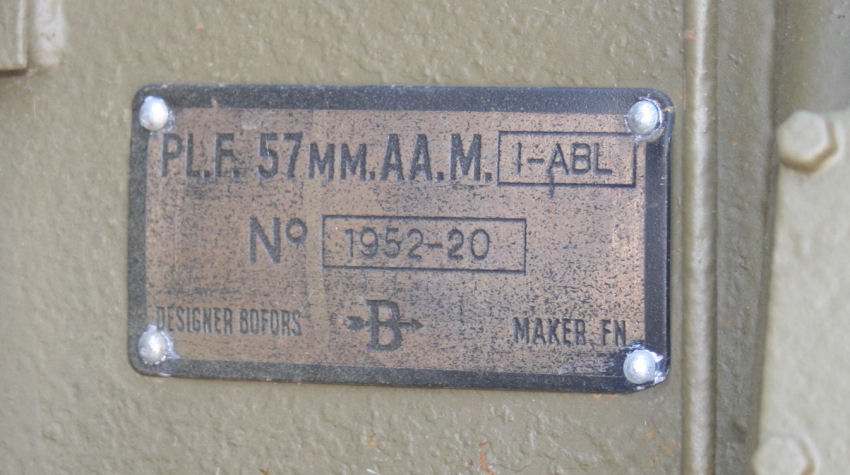 PL.F. 57MM.AA.M. I-ABL
Nº 1952-20
DESIGNER BOFORS B MAKER. FN